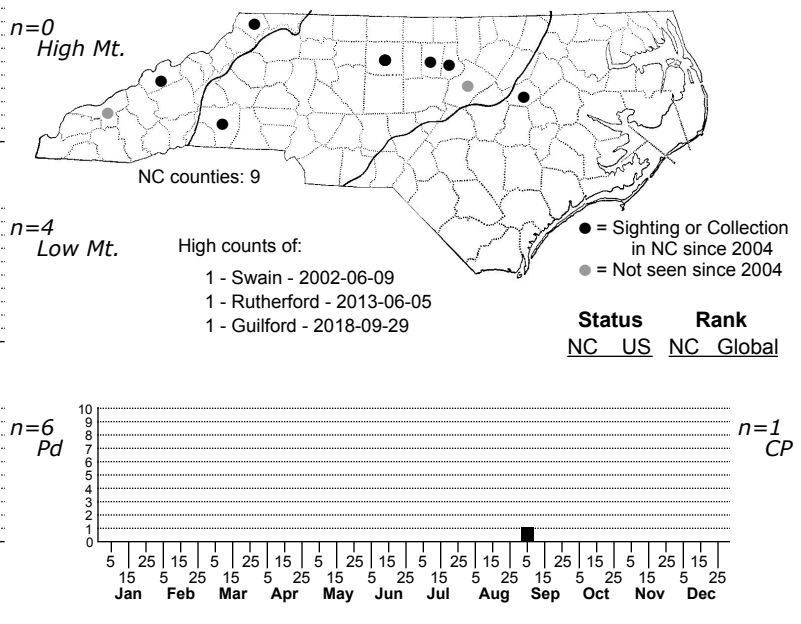 n=0
High Mt.
NC counties: 9
n=4
Low Mt.
High counts of:
1 - Swain - 2002-06-09
1 - Rutherford - 2013-06-05
1 - Guilford - 2018-09-29
= Sighting or Collection
in NC since 2004
= Not seen since 2004
Status Rank
NC US NC Global
n=6
Pd
n=1
CP
10
9
8
7
6
5
4
3
2
1
0
5 25 15 5 25 15 5 25 15 5 25 15 5 25 15 5 25 15
15 5 25 15 5 25 15 5 25 15 5 25 15 5 25 15 5 25
Jan Feb Mar Apr May Jun Jul Aug Sep Oct Nov Dec